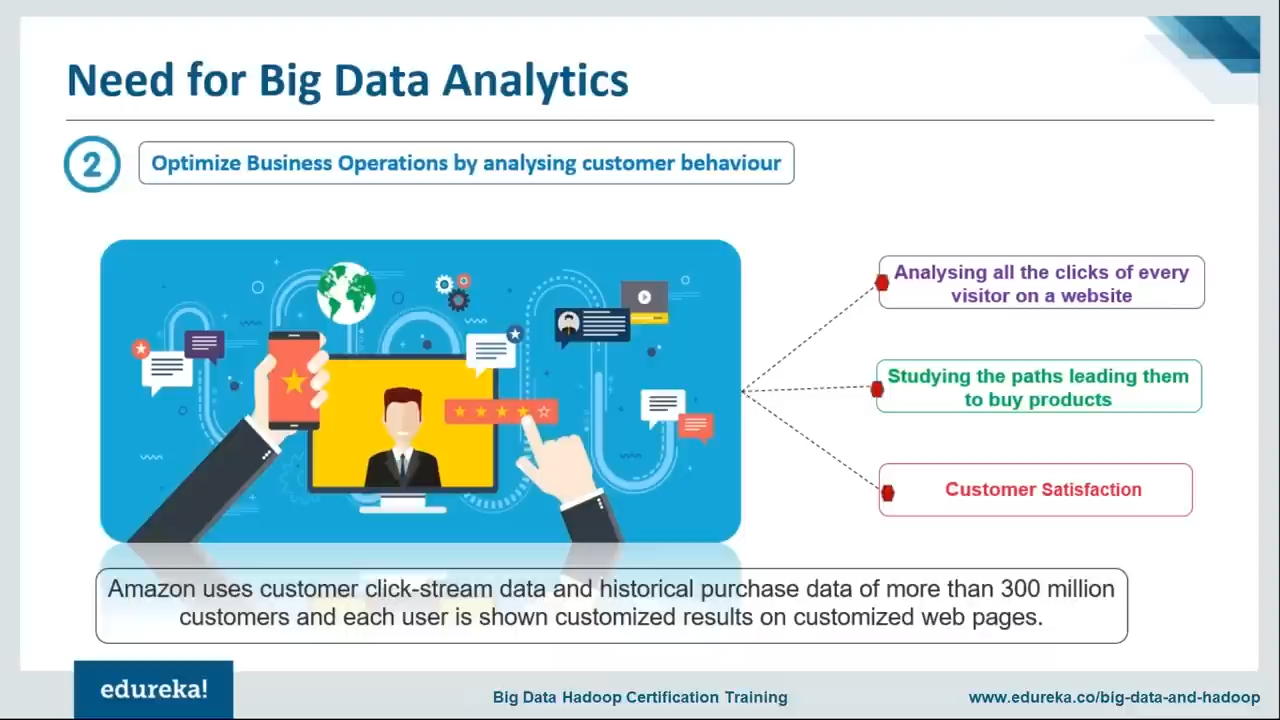 Need for Big Data Analytics
2
Optimize Business Operations by analysing customer behaviour
Analysing all the clicks of every
visitor on a website
Studying the paths leading them
to buy products
Customer Satisfaction
Amazon uses customer click-stream data and historical purchase data of more than 300 million
customers and each user is shown customized results on customized web pages.
edureka!
Big Data Hadoop Certification Training
www.edureka.co/big-data-and-hadoop